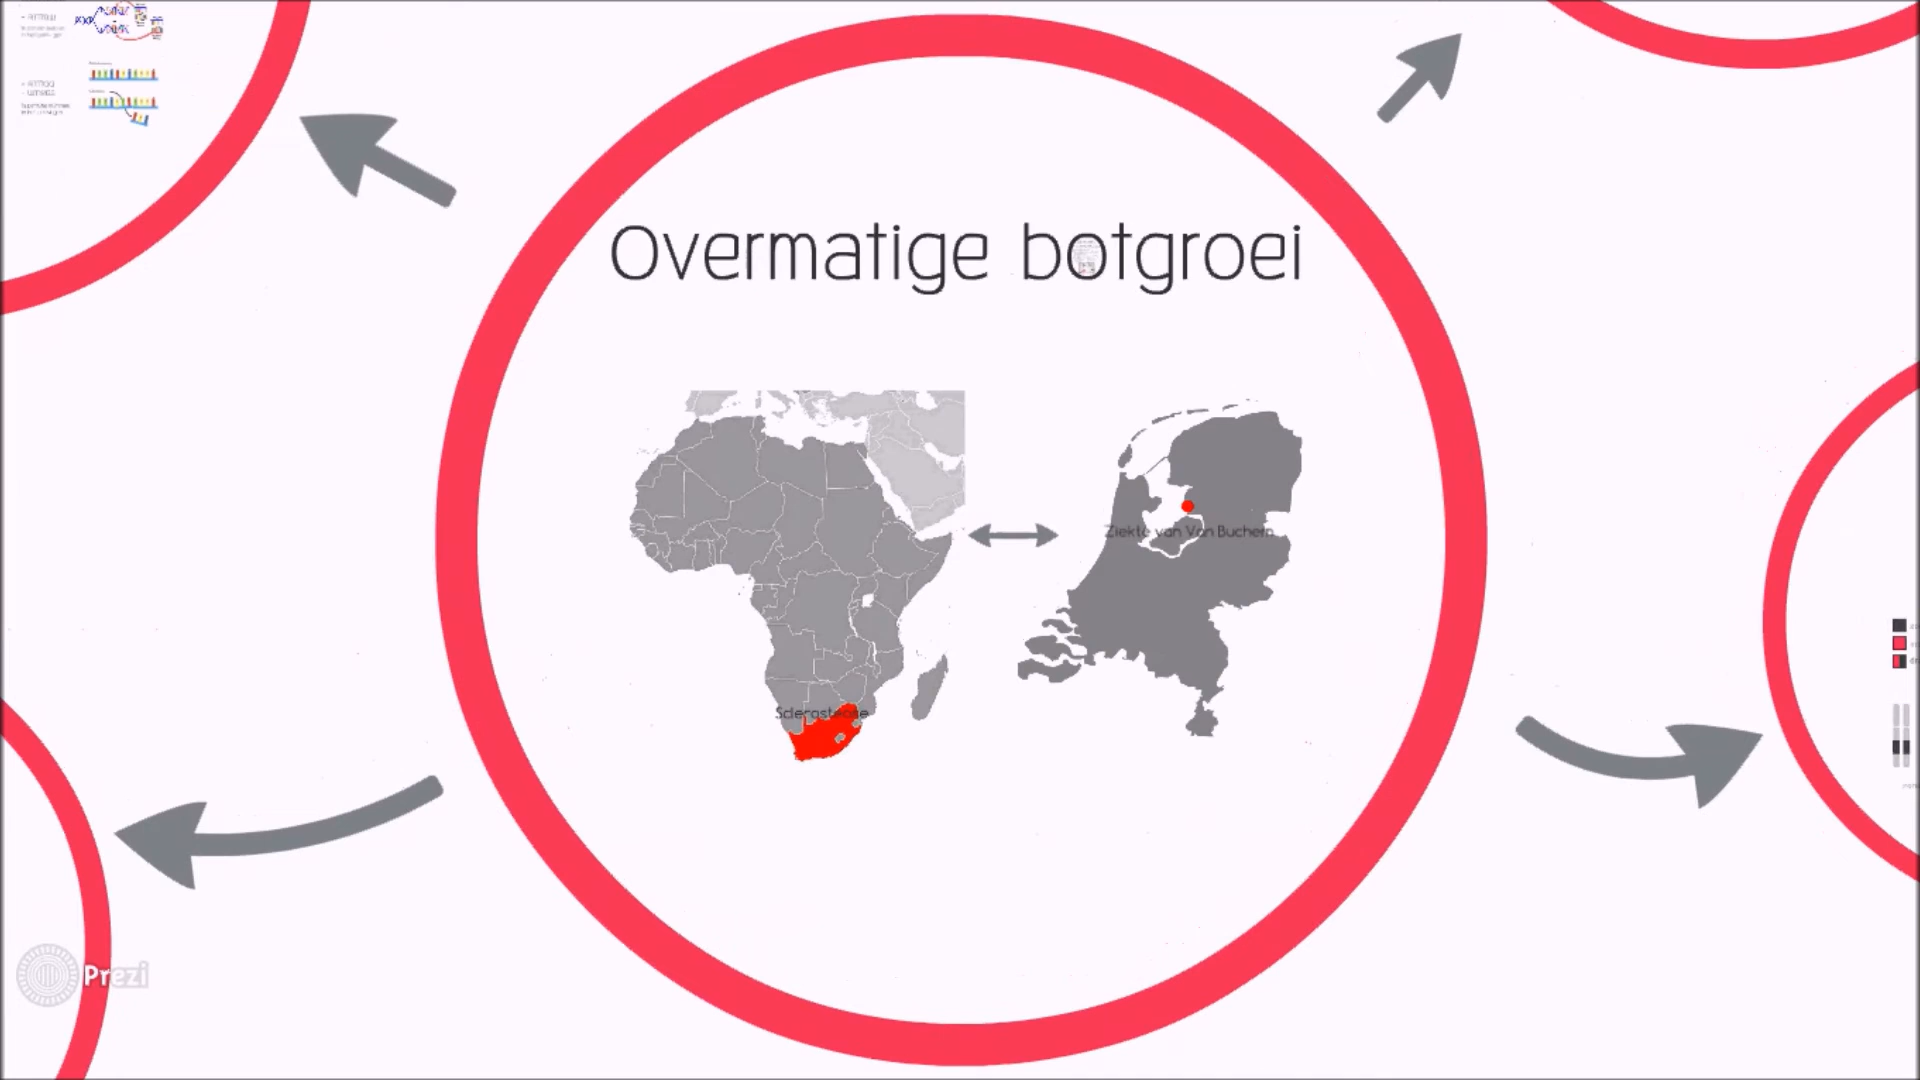 Overmatige botgroei
Ziekte van Van Buchem
Sclerosteose
Prezi